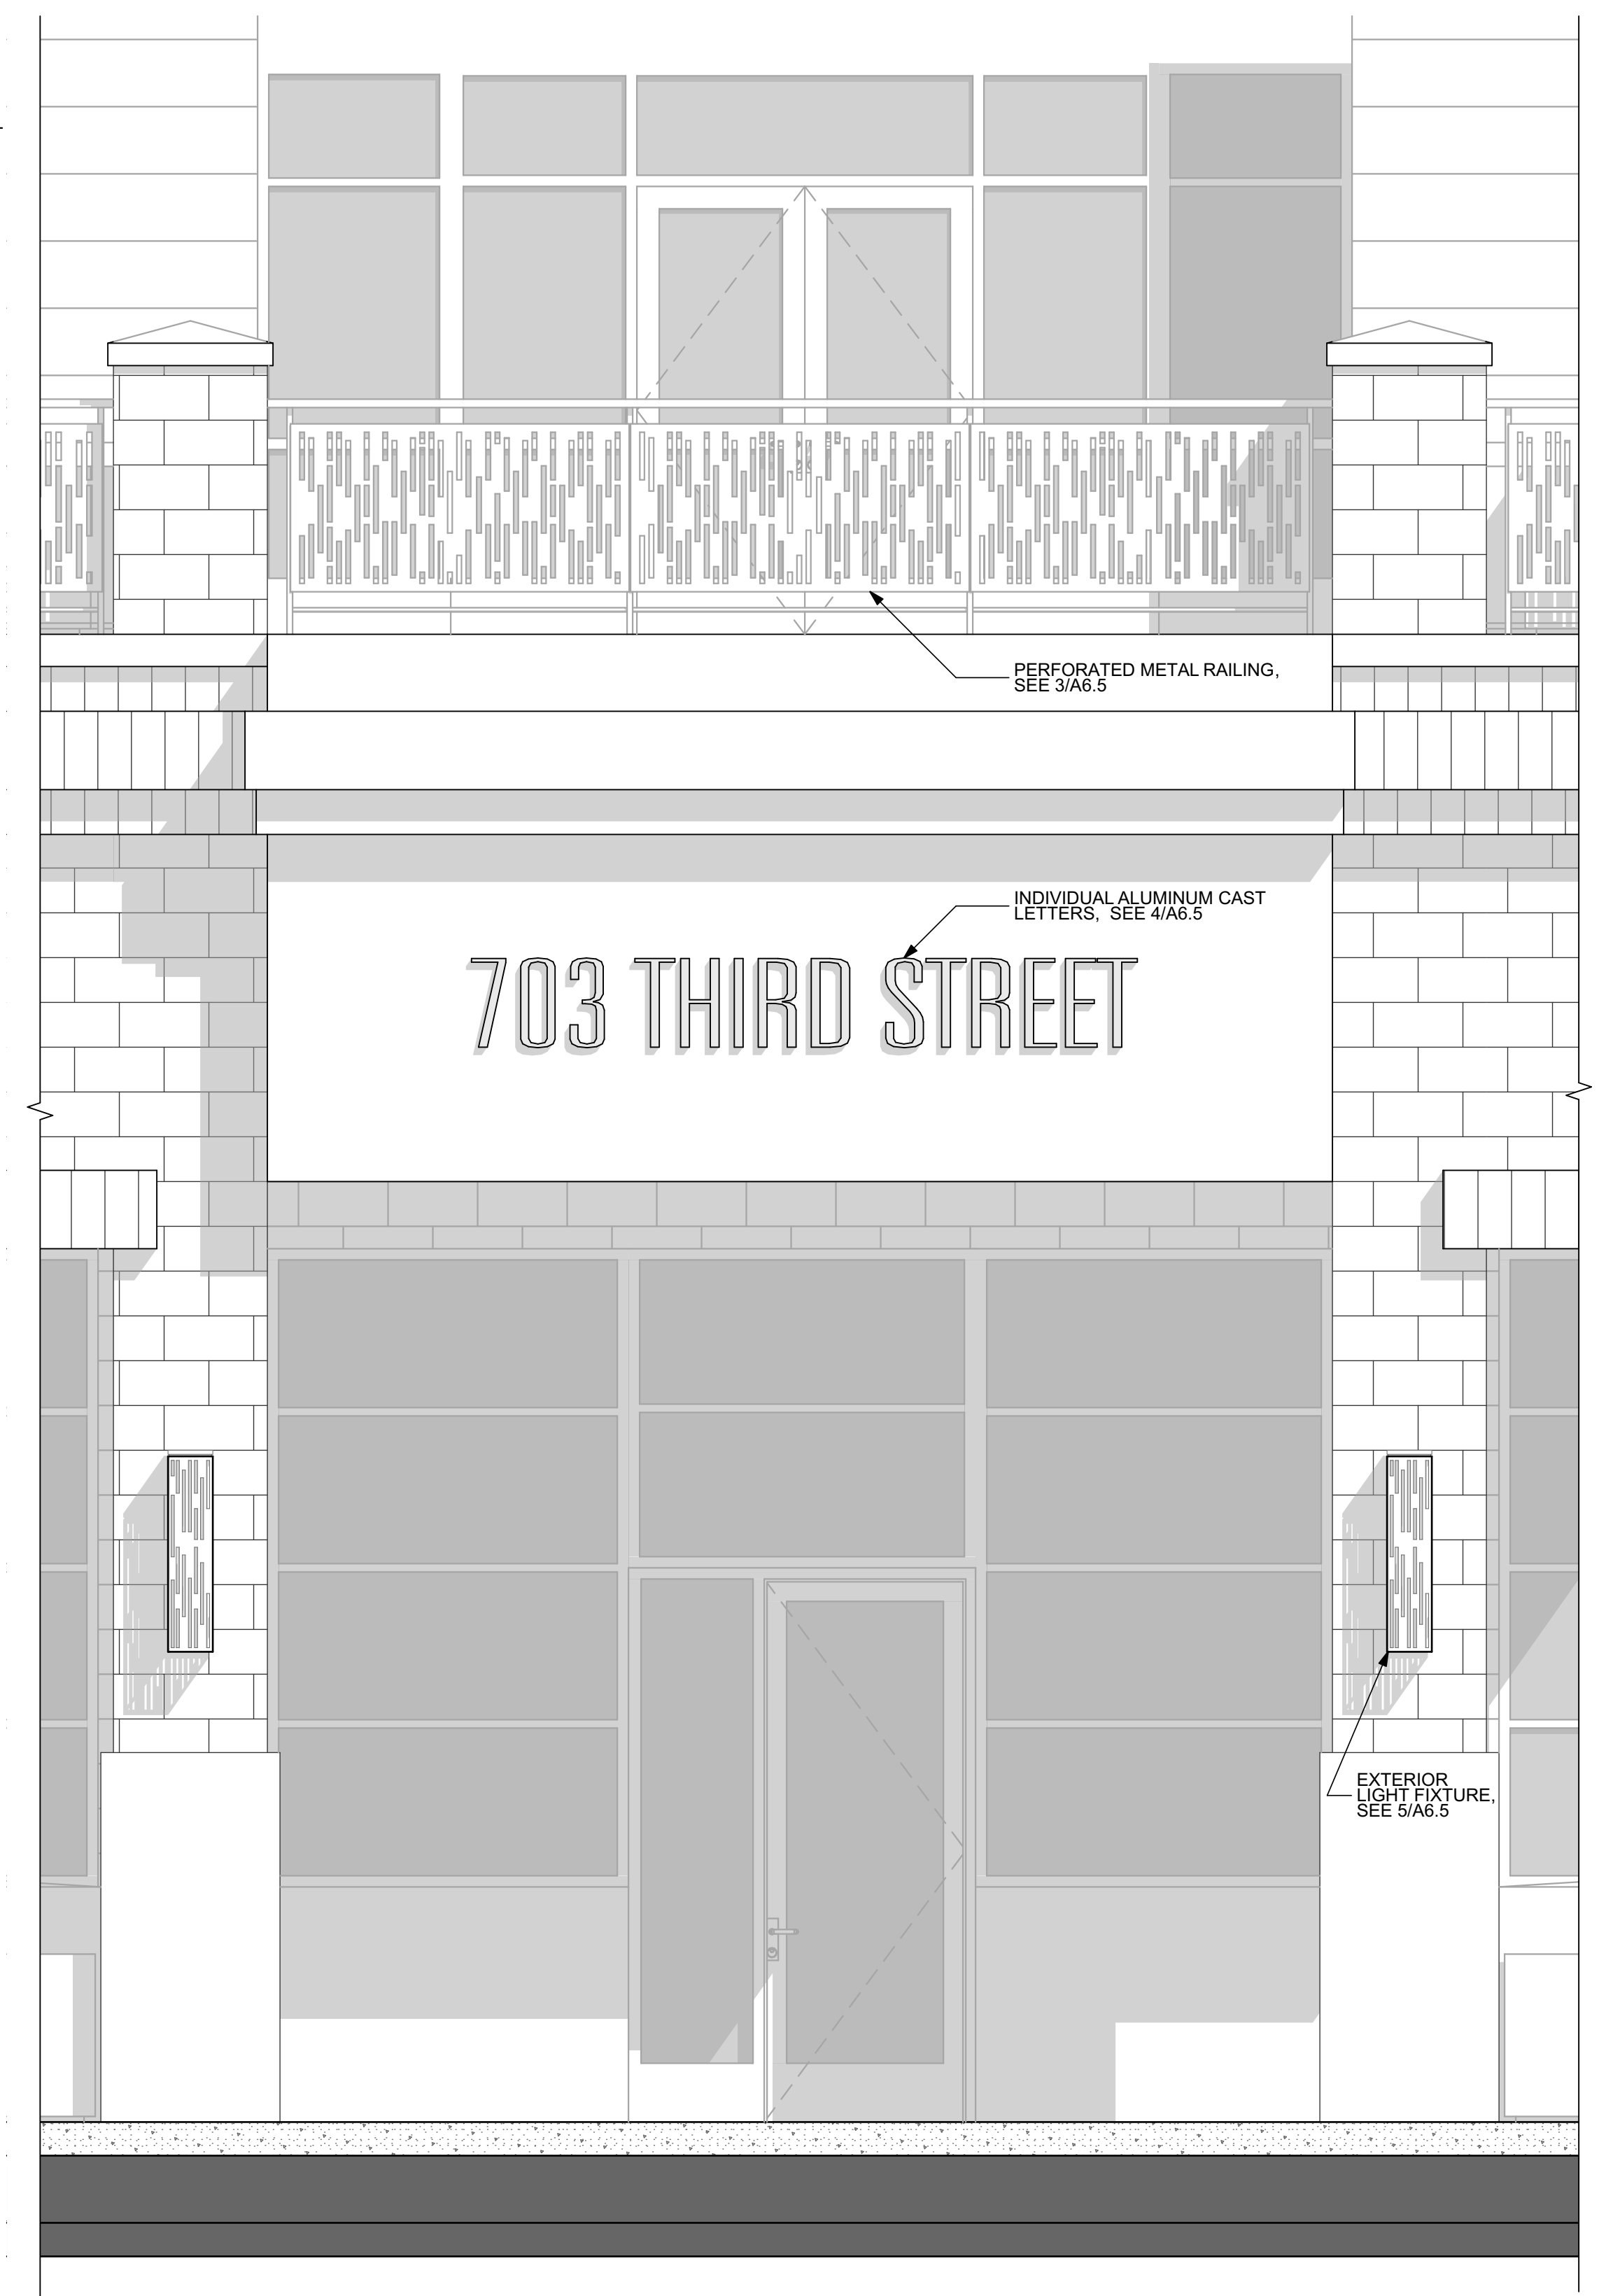 PERFORATED METAL RAILING,
SEE 3/A6.5
INDIVIDUAL ALUMINUM CAST
LETTERS, SEE 4/A6.5
703 THIRD STREET
EXTERIOR
LIGHT FIXTURE,
SEE 5/A6.5